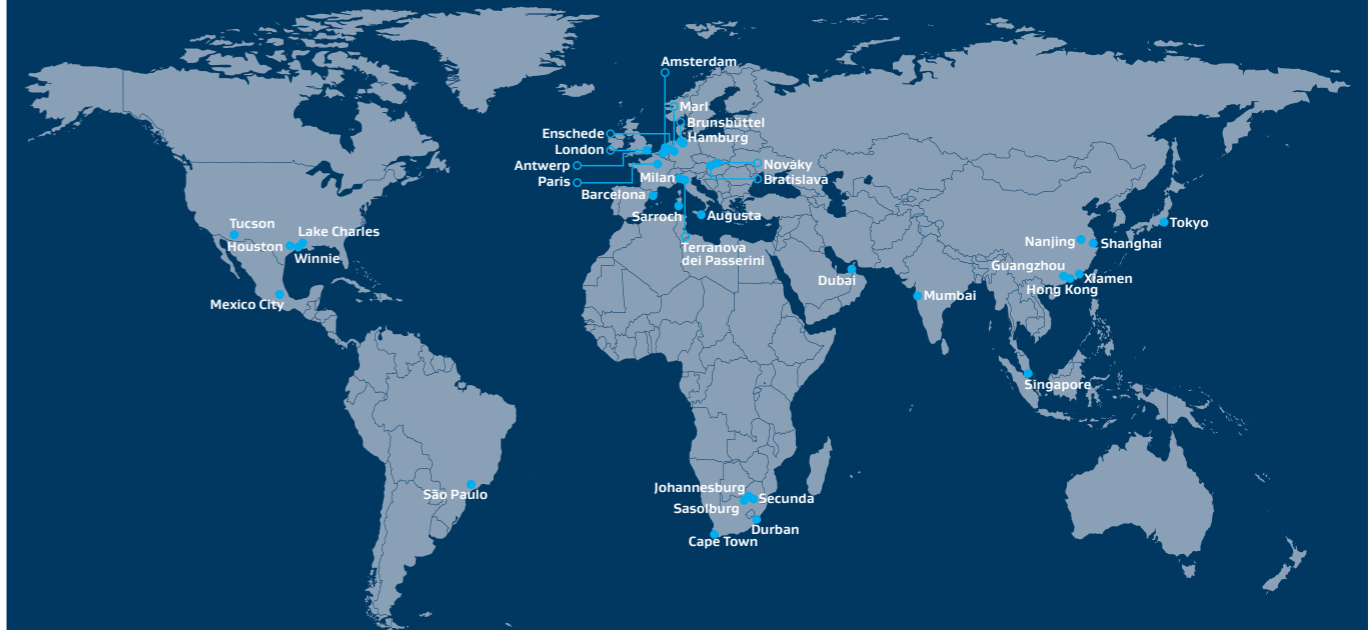 Amsterdam
Marl
Brunsbüttel
Enschede
Hamburg
London
Antwerp
Nováky
Paris
Milan
Bratislava
Barcelona
Sarroch
Augusta
Terranova
dei Passerini
Tucson
Lake Charles
Houston
Winnie
Mexico City
São Paulo
Dubai
Mumbai
Tokyo
Nanjing
Shanghai
Guangzhou
Xiamen
Hong Kong
Singapore
Johannesburg
Secunda
Sasolburg
Durban
Cape Town